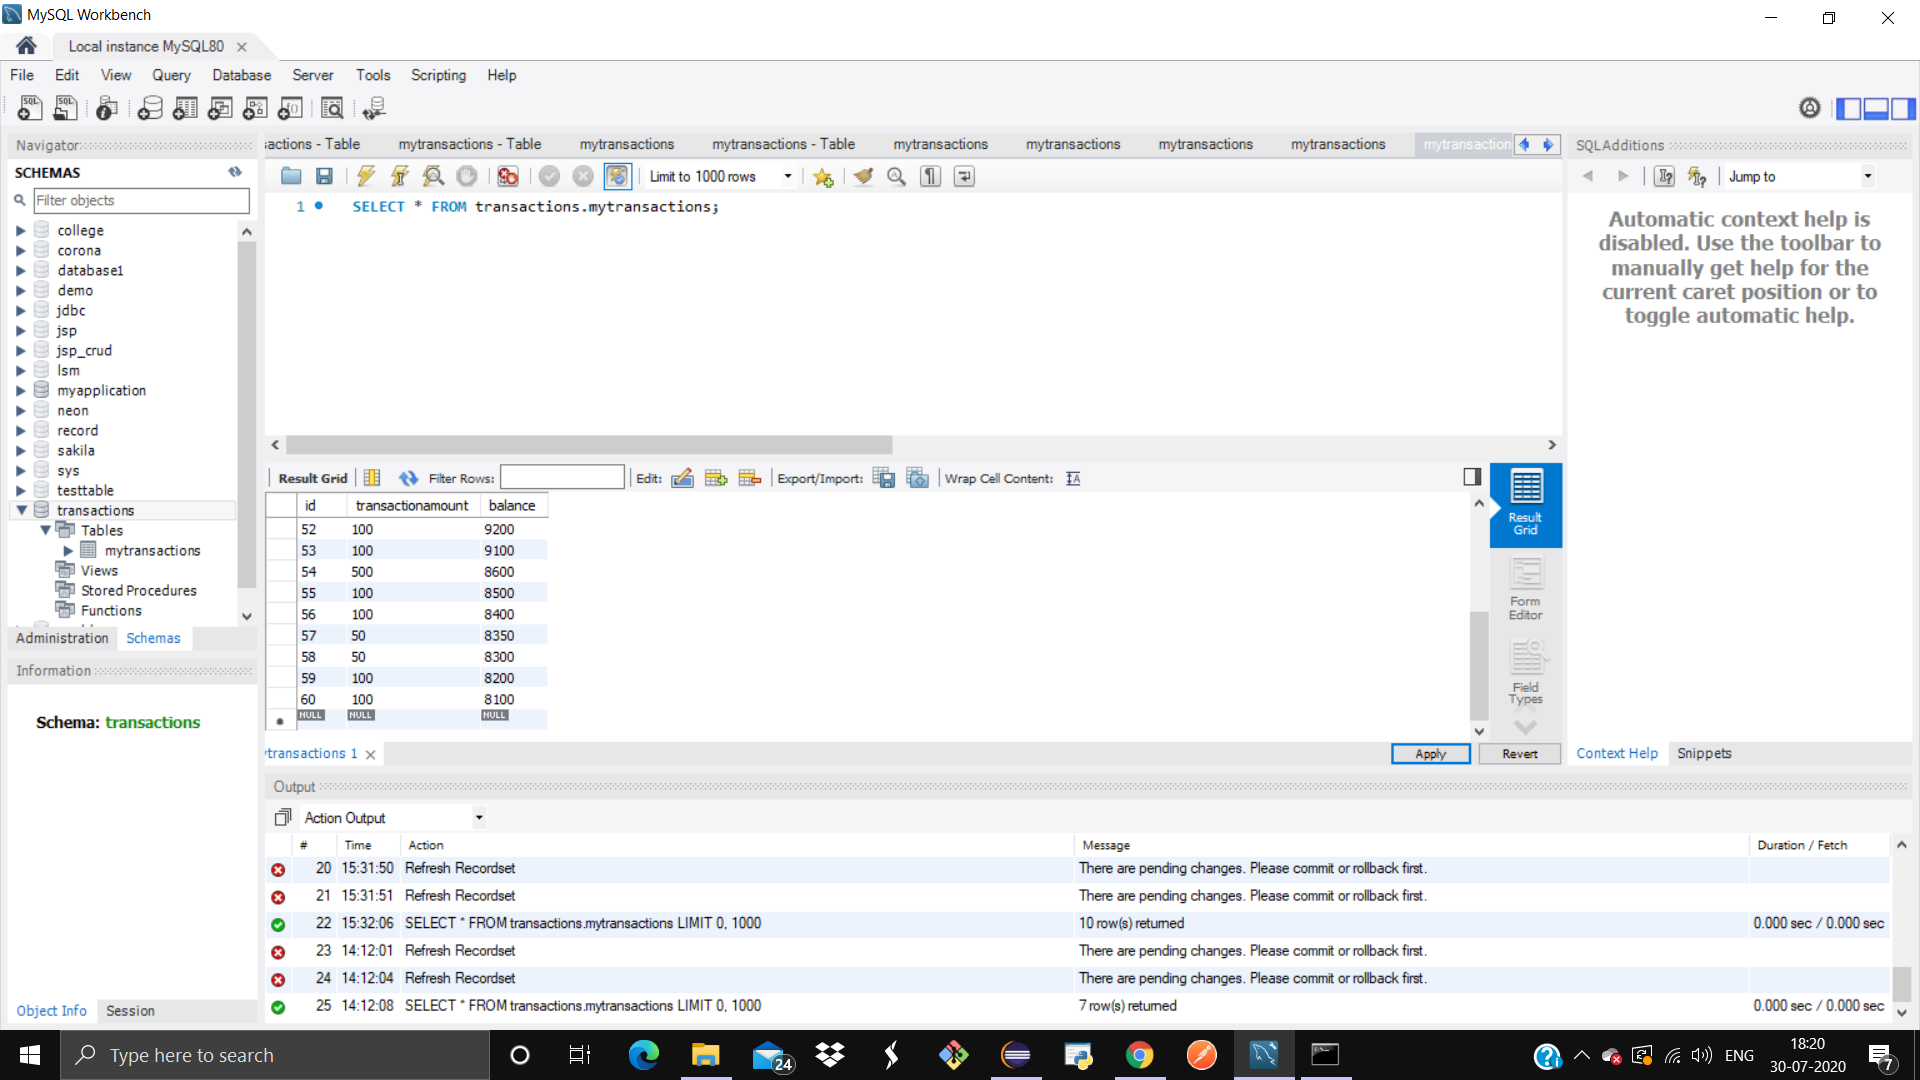 MySQL Workbench
Local instance MySQL80
File Edit View Query Database Server Tools Scripting Help
Navigator
SCHEMAS
Filter objects
college
corona
database1
demo
jdbc
jsp
jsp_crud
lsm
myapplication
neon
record
sakila
sys
testtable
transactions
Tables
mytransactions
Views
Stored Procedures
Functions
Administration Schemas
Information
Schema: transactions
Object Info Session
actions - Table mytransactions - Table mytransactions mytransactions - Table mytransactions mytransactions mytransactions mytransactions mytransaction
Limit to 1000 rows
1 SELECT * FROM transactions.mytransactions;
Result Grid Filter Rows: Edit: Export/Import: Wrap Cell Content:
id transactionamount balance
52 100 9200
53 100 9100
54 500 8600
55 100 8500
56 100 8400
57 50 8350
58 50 8300
59 100 8200
60 100 8100
NULL NULL NULL
Result
Grid
Form
Editor
Field
Types
ytransactions 1
Apply Revert
SQLAdditions
Jump to
Automatic context help is
disabled. Use the toolbar to
manually get help for the
current caret position or to
toggle automatic help.
Context Help Snippets
Output
Action Output
# Time Action Message Duration / Fetch
20 15:31:50 Refresh Recordset There are pending changes. Please commit or rollback first.
21 15:31:51 Refresh Recordset There are pending changes. Please commit or rollback first.
22 15:32:06 SELECT * FROM transactions.mytransactions LIMIT 0, 1000 10 row(s) returned 0.000 sec / 0.000 sec
23 14:12:01 Refresh Recordset There are pending changes. Please commit or rollback first.
24 14:12:04 Refresh Recordset There are pending changes. Please commit or rollback first.
25 14:12:08 SELECT * FROM transactions.mytransactions LIMIT 0, 1000 7 row(s) returned 0.000 sec / 0.000 sec
Type here to search
24
ENG
18:20
30-07-2020
7